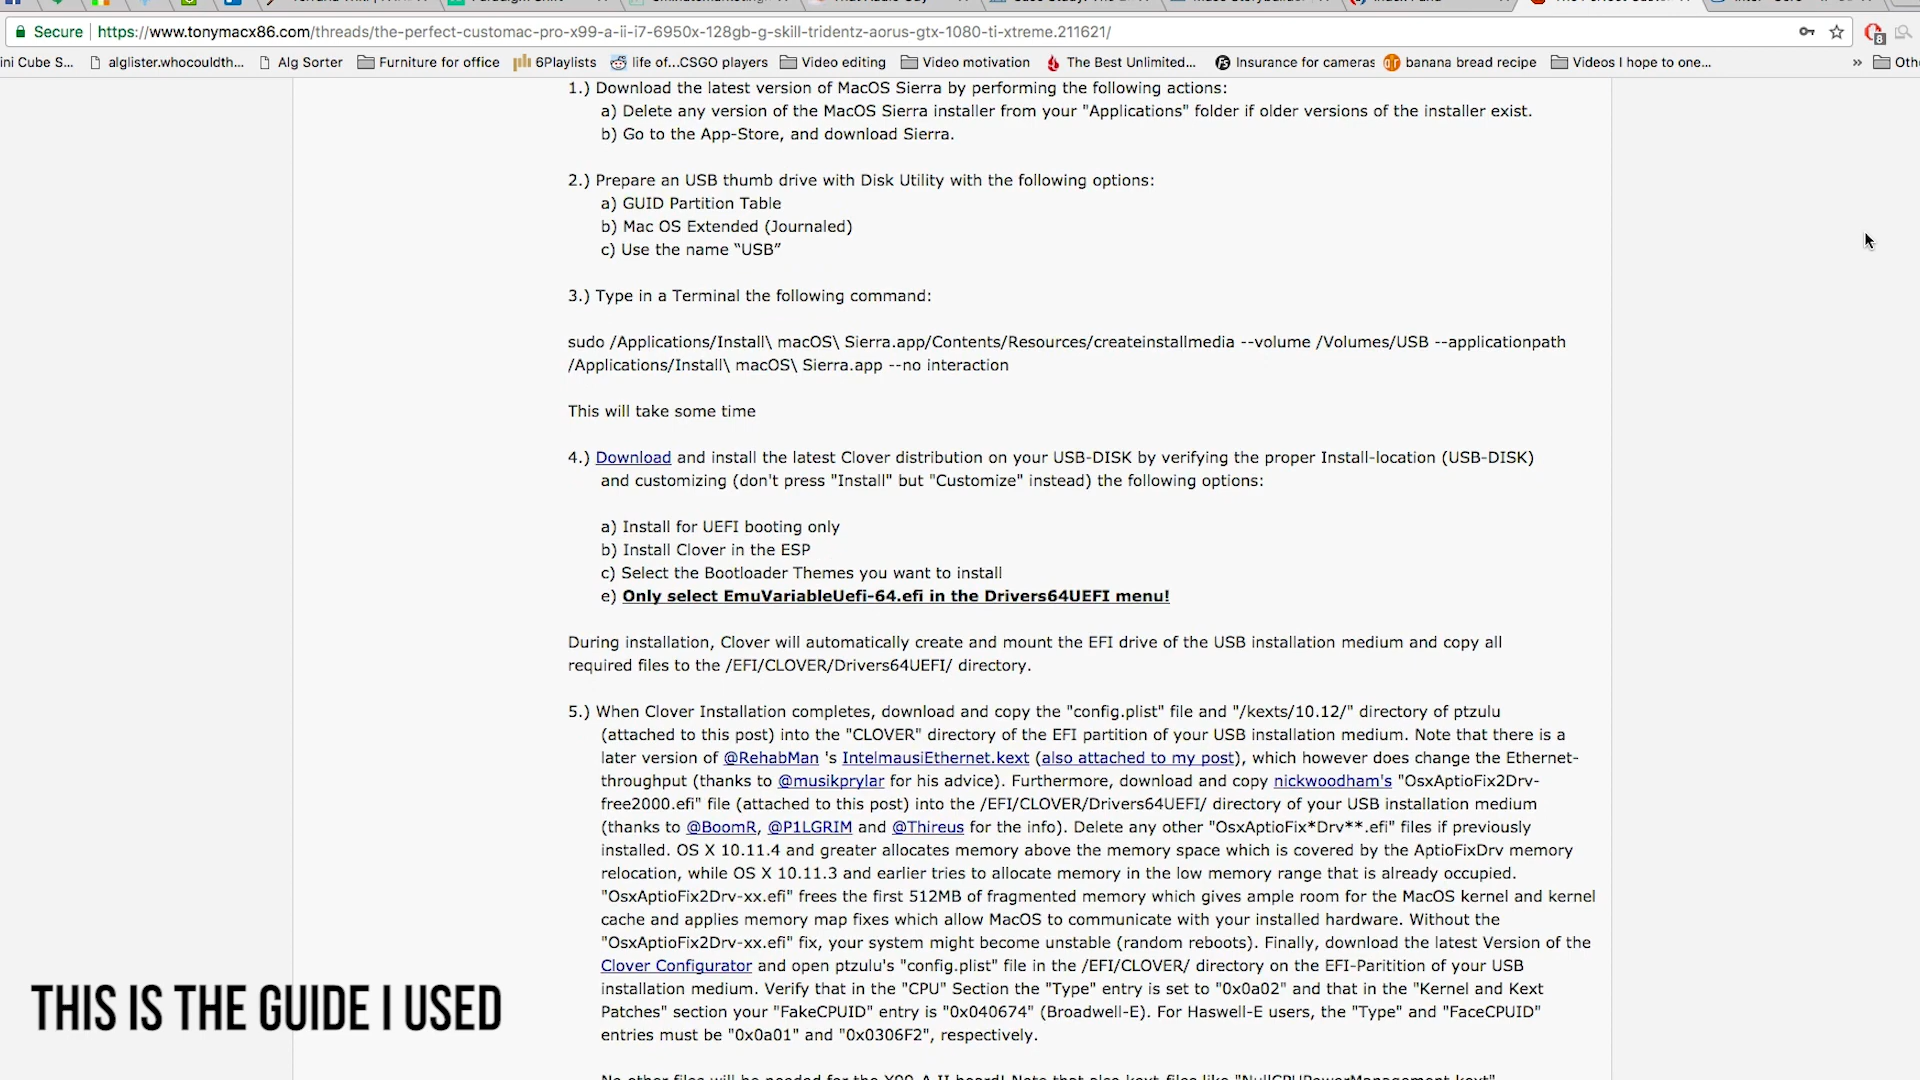 Secure https://www.tonymacx86.com/threads/the-perfect-customac-pro-x99-a-ii-i7-6950x-128gb-g-skill-tridentz-aorus-gtx-1080-ti-xtreme.211621/
ini Cube S... alglister.whocouldth... Alg Sorter Furniture for office 6Playlists life of...CSGO players Video editing Video motivation The Best Unlimited... Insurance for cameras banana bread recipe Videos I hope to one... » Oth
1.) Download the latest version of MacOS Sierra by performing the following actions:
a) Delete any version of the MacOS Sierra installer from your "Applications" folder if older versions of the installer exist.
b) Go to the App-Store, and download Sierra.
2.) Prepare an USB thumb drive with Disk Utility with the following options:
a) GUID Partition Table
b) Mac OS Extended (Journaled)
c) Use the name “USB”
3.) Type in a Terminal the following command:
sudo /Applications/Install\ macOS\ Sierra.app/Contents/Resources/createinstallmedia --volume /Volumes/USB --applicationpath
/Applications/Install\ macOS\ Sierra.app --no interaction
This will take some time
4.) Download and install the latest Clover distribution on your USB-DISK by verifying the proper Install-location (USB-DISK)
and customizing (don't press "Install" but "Customize" instead) the following options:
a) Install for UEFI booting only
b) Install Clover in the ESP
c) Select the Bootloader Themes you want to install
e) Only select EmuVariableUefi-64.efi in the Drivers64UEFI menu!
During installation, Clover will automatically create and mount the EFI drive of the USB installation medium and copy all
required files to the /EFI/CLOVER/Drivers64UEFI/ directory.
5.) When Clover Installation completes, download and copy the "config.plist" file and "/kexts/10.12/" directory of ptzulu
(attached to this post) into the "CLOVER" directory of the EFI partition of your USB installation medium. Note that there is a
later version of @RehabMan 's IntelmausiEthernet.kext (also attached to my post), which however does change the Ethernet-
throughput (thanks to @musikprylar for his advice). Furthermore, download and copy nickwoodham's "OsxAptioFix2Drv-
free2000.efi" file (attached to this post) into the /EFI/CLOVER/Drivers64UEFI/ directory of your USB installation medium
(thanks to @BoomR, @P1LGRIM and @Thireus for the info). Delete any other "OsxAptioFix*Drv**.efi" files if previously
installed. OS X 10.11.4 and greater allocates memory above the memory space which is covered by the AptioFixDrv memory
relocation, while OS X 10.11.3 and earlier tries to allocate memory in the low memory range that is already occupied.
"OsxAptioFix2Drv-xx.efi" frees the first 512MB of fragmented memory which gives ample room for the MacOS kernel and kernel
cache and applies memory map fixes which allow MacOS to communicate with your installed hardware. Without the
"OsxAptioFix2Drv-xx.efi" fix, your system might become unstable (random reboots). Finally, download the latest Version of the
Clover Configurator and open ptzulu's "config.plist" file in the /EFI/CLOVER/ directory on the EFI-Paritition of your USB
installation medium. Verify that in the "CPU" Section the "Type" entry is set to "0x0a02" and that in the "Kernel and Kext
Patches" section your "FakeCPUID" entry is "0x040674" (Broadwell-E). For Haswell-E users, the "Type" and "FaceCPUID"
entries must be "0x0a01" and "0x0306F2", respectively.
No other files will be needed for the X99-A II board! Note that also kext-files like "NullCPUPowerManagement.kext"
THIS IS THE GUIDE I USED